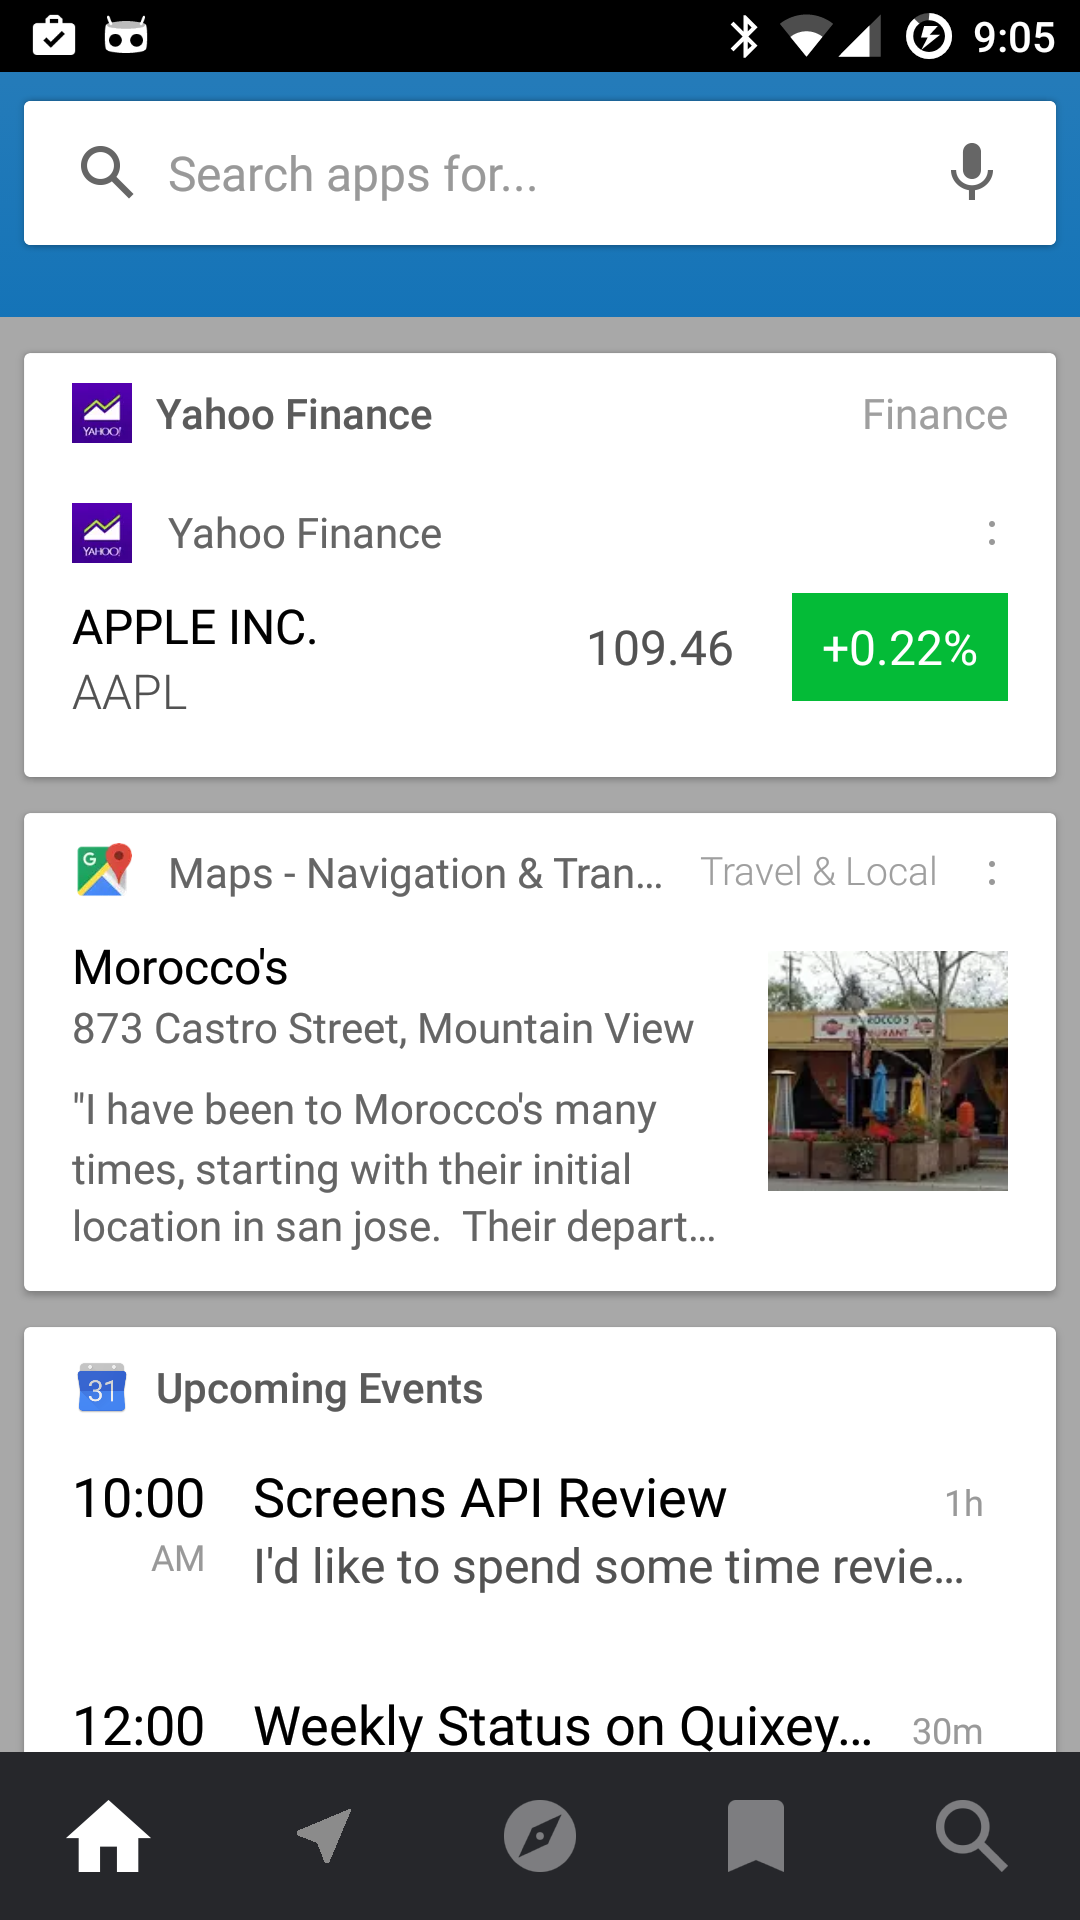 9:05
Search apps for...
YAHOO!
Yahoo Finance
Finance
YAHOO!
Yahoo Finance
APPLE INC.
109.46
+0.22%
AAPL
G
Maps - Navigation & Tran...
Travel & Local
Morocco's
873 Castro Street, Mountain View
"I have been to Morocco's many
times, starting with their initial
location in san jose.  Their depart...
31
Upcoming Events
10:00
Screens API Review
1h
AM
I'd like to spend some time revie...
12:00
Weekly Status on Quixey...
30m